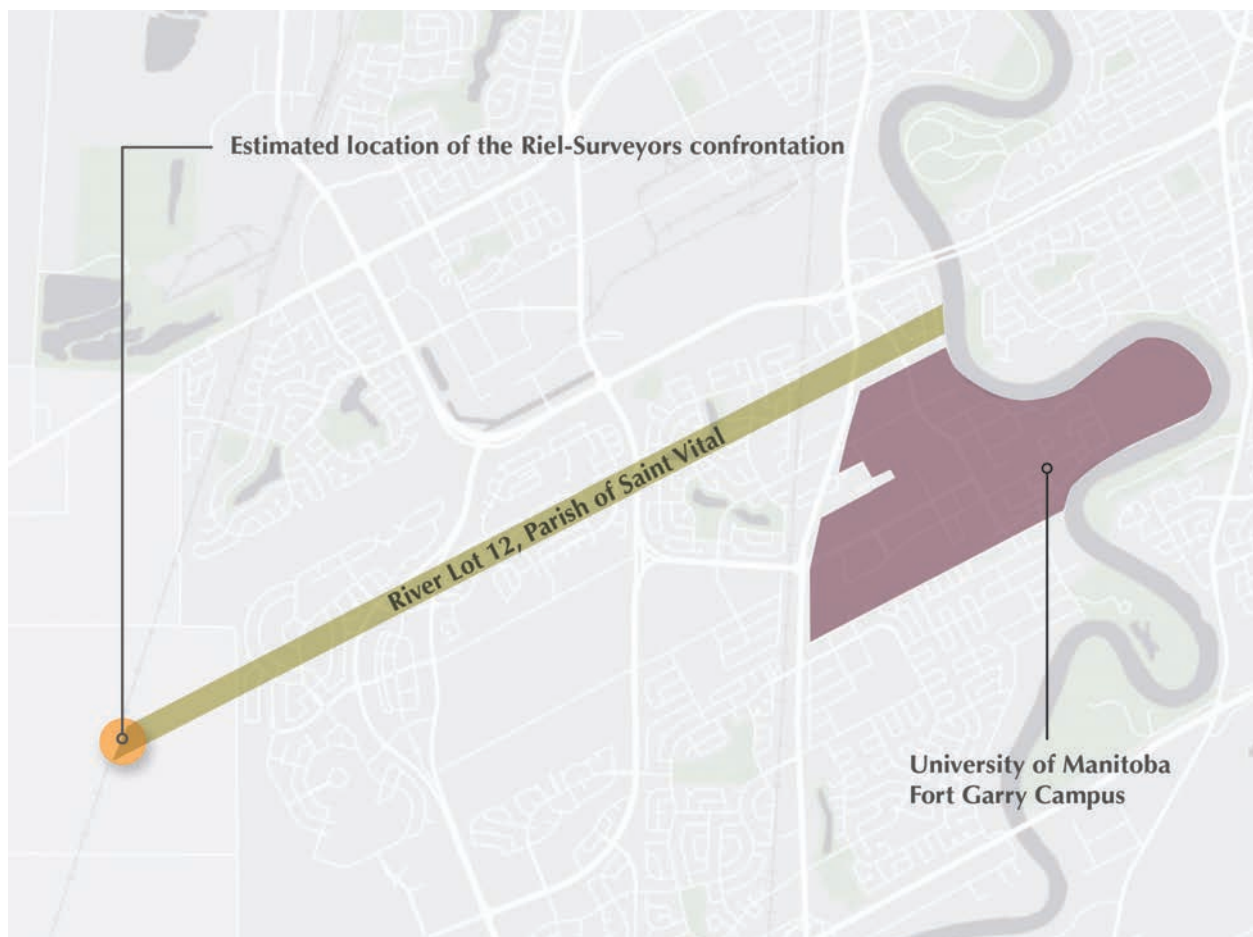 Estimated location of the Riel-Surveyors confrontation
River Lot 12, Parish of Saint Vital
University of Manitoba
Fort Garry Campus